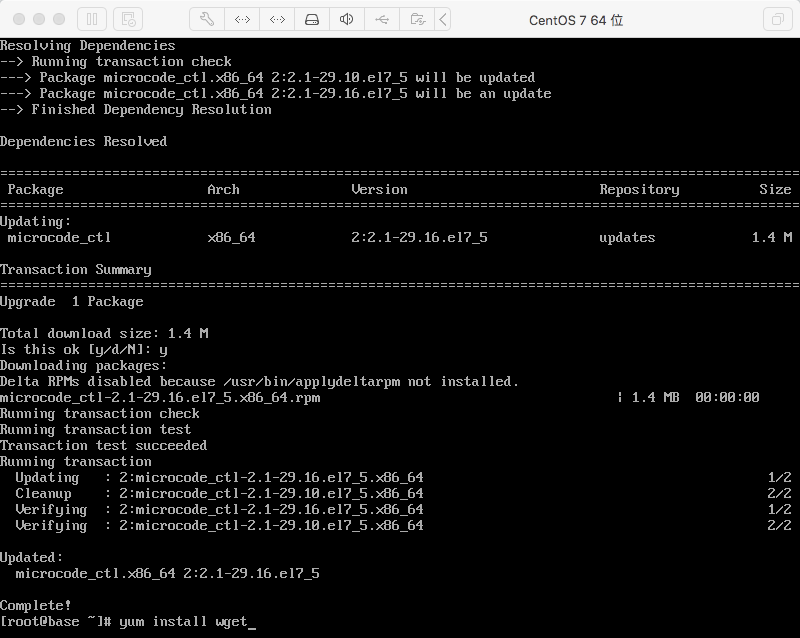 CentOS 7 64 位
Resolving Dependencies
--> Running transaction check
---> Package microcode_ctl.x86_64 2:2.1-29.10.el7_5 will be updated
---> Package microcode_ctl.x86_64 2:2.1-29.16.el7_5 will be an update
--> Finished Dependency Resolution
Dependencies Resolved
================================================================================
Package Arch Version Repository Size
================================================================================
Updating:
microcode_ctl x86_64 2:2.1-29.16.el7_5 updates 1.4 M
Transaction Summary
================================================================================
Upgrade 1 Package
Total download size: 1.4 M
Is this ok [y/d/N]: y
Downloading packages:
Delta RPMs disabled because /usr/bin/applydeltarpm not installed.
microcode_ctl-2.1-29.16.el7_5.x86_64.rpm | 1.4 MB 00:00:00
Running transaction check
Running transaction test
Transaction test succeeded
Running transaction
Updating : 2:microcode_ctl-2.1-29.16.el7_5.x86_64 1/2
Cleanup : 2:microcode_ctl-2.1-29.10.el7_5.x86_64 2/2
Verifying : 2:microcode_ctl-2.1-29.16.el7_5.x86_64 1/2
Verifying : 2:microcode_ctl-2.1-29.10.el7_5.x86_64 2/2
Updated:
microcode_ctl.x86_64 2:2.1-29.16.el7_5
Complete!
[root@base ~]# yum install wget_